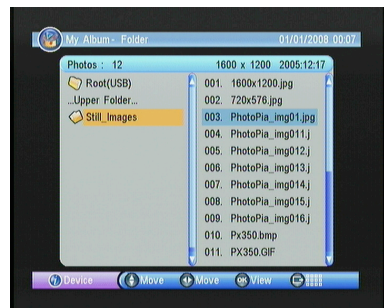 My Album - Folder 01/01/2008 00:07
Photos : 12 1600 x 1200 2005:12:17
Root(USB)
...Upper Folder...
Still_Images
001. 1600x1200.jpg
002. 720x576.jpg
003. PhotoPia_img01.jpg
004. PhotoPia_img011.j
005. PhotoPia_img012.j
006. PhotoPia_img013.j
007. PhotoPia_img014.j
008. PhotoPia_img015.j
009. PhotoPia_img016.j
010. Px350.bmp
011. PX350.GIF
Device Move Move OK View